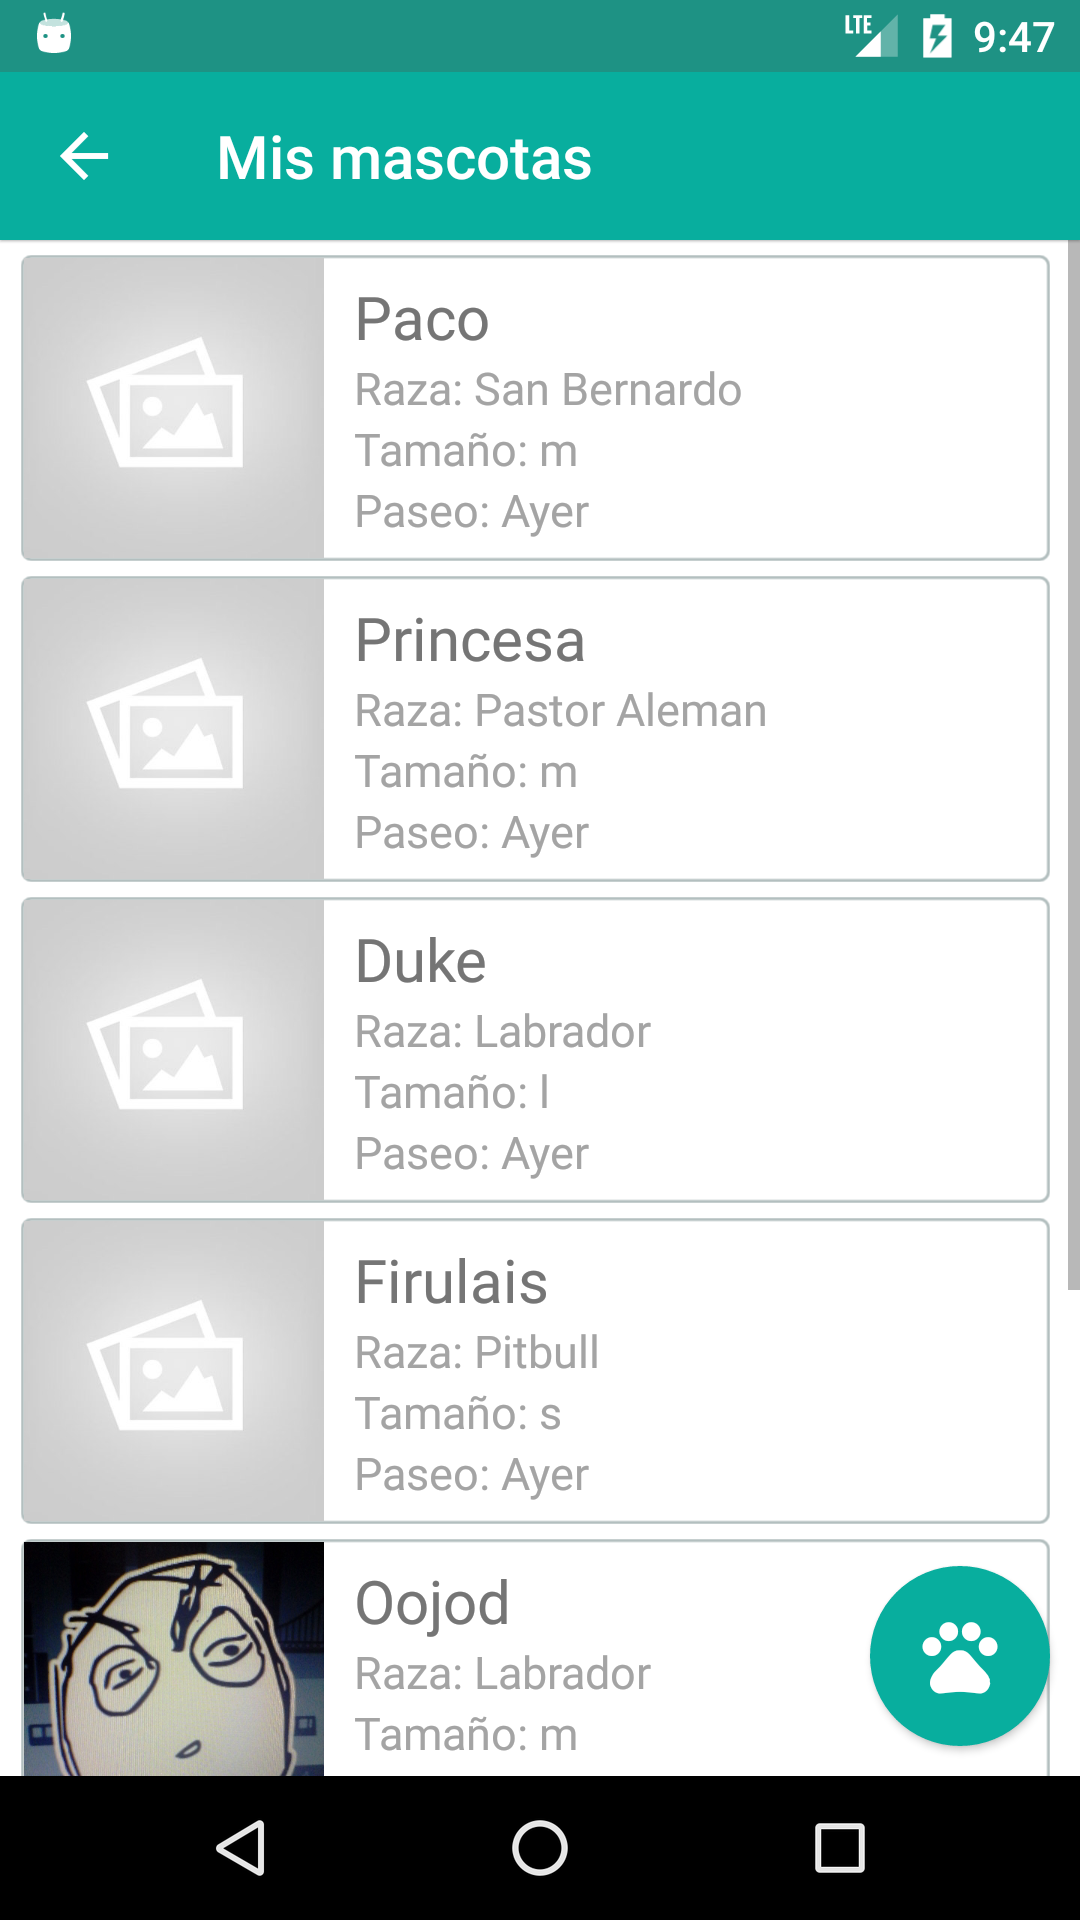 LTE 9:47
Mis mascotas
Paco
Raza: San Bernardo
Tamaño: m
Paseo: Ayer
Princesa
Raza: Pastor Aleman
Tamaño: m
Paseo: Ayer
Duke
Raza: Labrador
Tamaño: l
Paseo: Ayer
Firulais
Raza: Pitbull
Tamaño: s
Paseo: Ayer
Oojod
Raza: Labrador
Tamaño: m